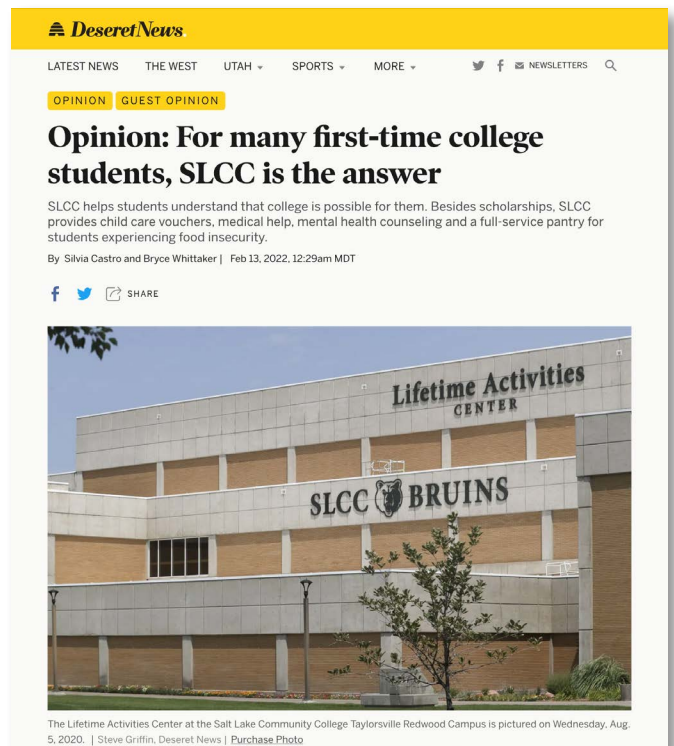 DeseretNews.
LATEST NEWS THE WEST UTAH SPORTS MORE NEWSLETTERS
OPINION GUEST OPINION
Opinion: For many first-time college
students, SLCC is the answer
SLCC helps students understand that college is possible for them. Besides scholarships, SLCC
provides child care vouchers, medical help, mental health counseling and a full-service pantry for
students experiencing food insecurity.
By Silvia Castro and Bryce Whittaker | Feb 13, 2022, 12:29am MDT
SHARE
Lifetime Activities
CENTER
SLCC BRUINS
The Lifetime Activities Center at the Salt Lake Community College Taylorsville Redwood Campus is pictured on Wednesday, Aug.
5, 2020. | Steve Griffin, Deseret News | Purchase Photo